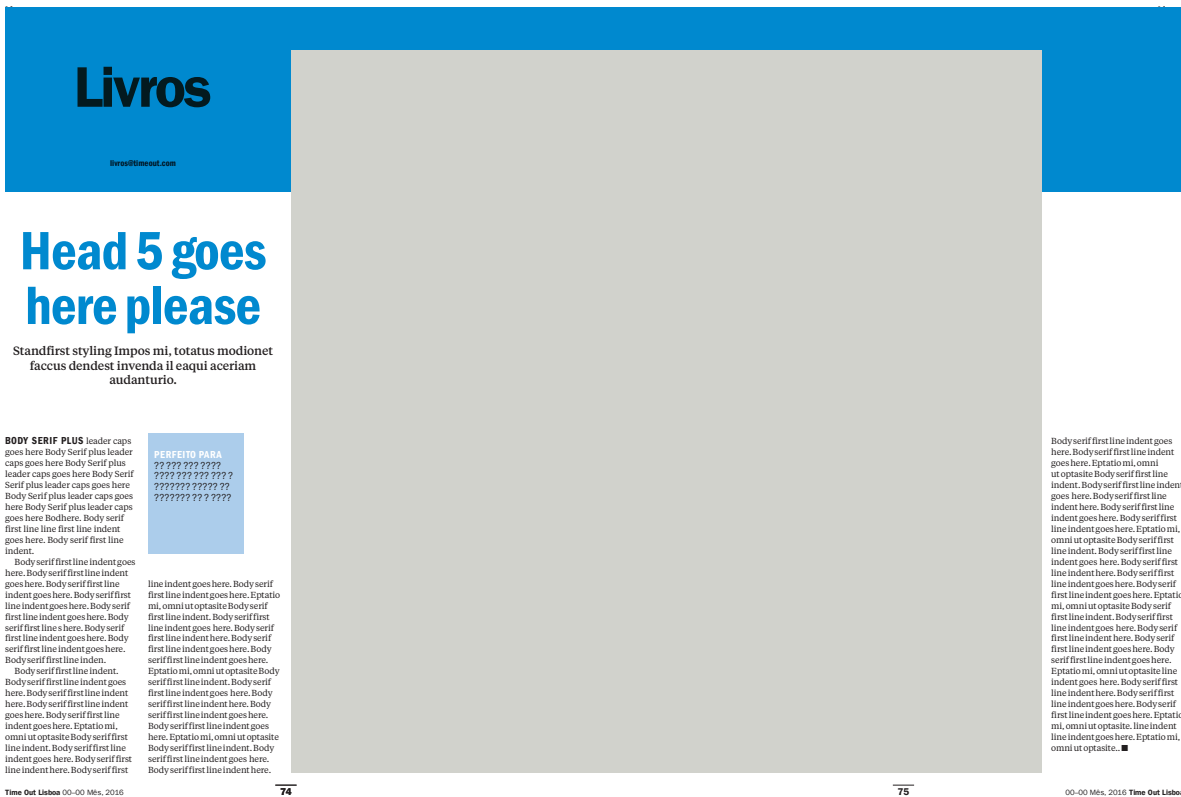 Livros
livros@timeout.com
Head 5 goes
here please
Standfirst styling Impos mi, totatus modionet
faccus dendest invenda il eaqui aceriam
audanturio.
BODY SERIF PLUS leader caps
goes here Body Serif plus leader
caps goes here Body Serif plus
leader caps goes here Body Serif
Serif plus leader caps goes here
Body Serif plus leader caps goes
here Body Serif plus leader caps
goes here Bodhere. Body serif
first line line first line indent
goes here. Body serif first line
indent.
Body serif first line indent goes
here. Body serif first line indent
goes here. Body serif first line
indent goes here. Body serif first
line indent goes here. Body serif
first line indent goes here. Body
serif first line s here. Body serif
first line indent goes here. Body
serif first line indent goes here.
Body serif first line inden.
Body serif first line indent.
Body serif first line indent goes
here. Body serif first line indent
here. Body serif first line indent
goes here. Body serif first line
indent goes here. Eptatio mi,
omni ut optasite Body serif first
line indent. Body serif first line
indent goes here. Body serif first
line indent here. Body serif first
PERFEITO PARA
?? ??? ??? ????
???? ??? ??? ??? ?
??????? ????? ??
??????? ?? ? ????
line indent goes here. Body serif
first line indent goes here. Eptatio
mi, omni ut optasite Body serif
first line indent. Body serif first
line indent goes here. Body serif
first line indent here. Body serif
first line indent goes here. Body
serif first line indent goes here.
Eptatio mi, omni ut optasite Body
serif first line indent. Body serif
first line indent goes here. Body
serif first line indent here. Body
serif first line indent goes here.
Body serif first line indent goes
here. Eptatio mi, omni ut optasite
Body serif first line indent. Body
serif first line indent goes here.
Body serif first line indent here.
Body serif first line indent goes
here. Body serif first line indent
goes here. Eptatio mi, omni
ut optasite Body serif first line
indent. Body serif first line indent
goes here. Body serif first line
indent here. Body serif first line
indent goes here. Body serif first
line indent goes here. Eptatio mi,
omni ut optasite Body serif first
line indent. Body serif first line
indent goes here. Body serif first
line indent here. Body serif first
line indent goes here. Body serif
first line indent goes here. Eptatio
mi, omni ut optasite Body serif
first line indent. Body serif first
line indent goes here. Body serif
first line indent here. Body serif
first line indent goes here. Body
serif first line indent goes here.
Eptatio mi, omni ut optasite line
indent goes here. Body serif first
line indent here. Body serif first
line indent goes here. Body serif
first line indent goes here. Eptatio
mi, omni ut optasite. line indent
line indent goes here. Eptatio mi,
omni ut optasite.. ■
Time Out Lisboa 00–00 Mês, 2016
74
75
00–00 Mês, 2016 Time Out Lisboa